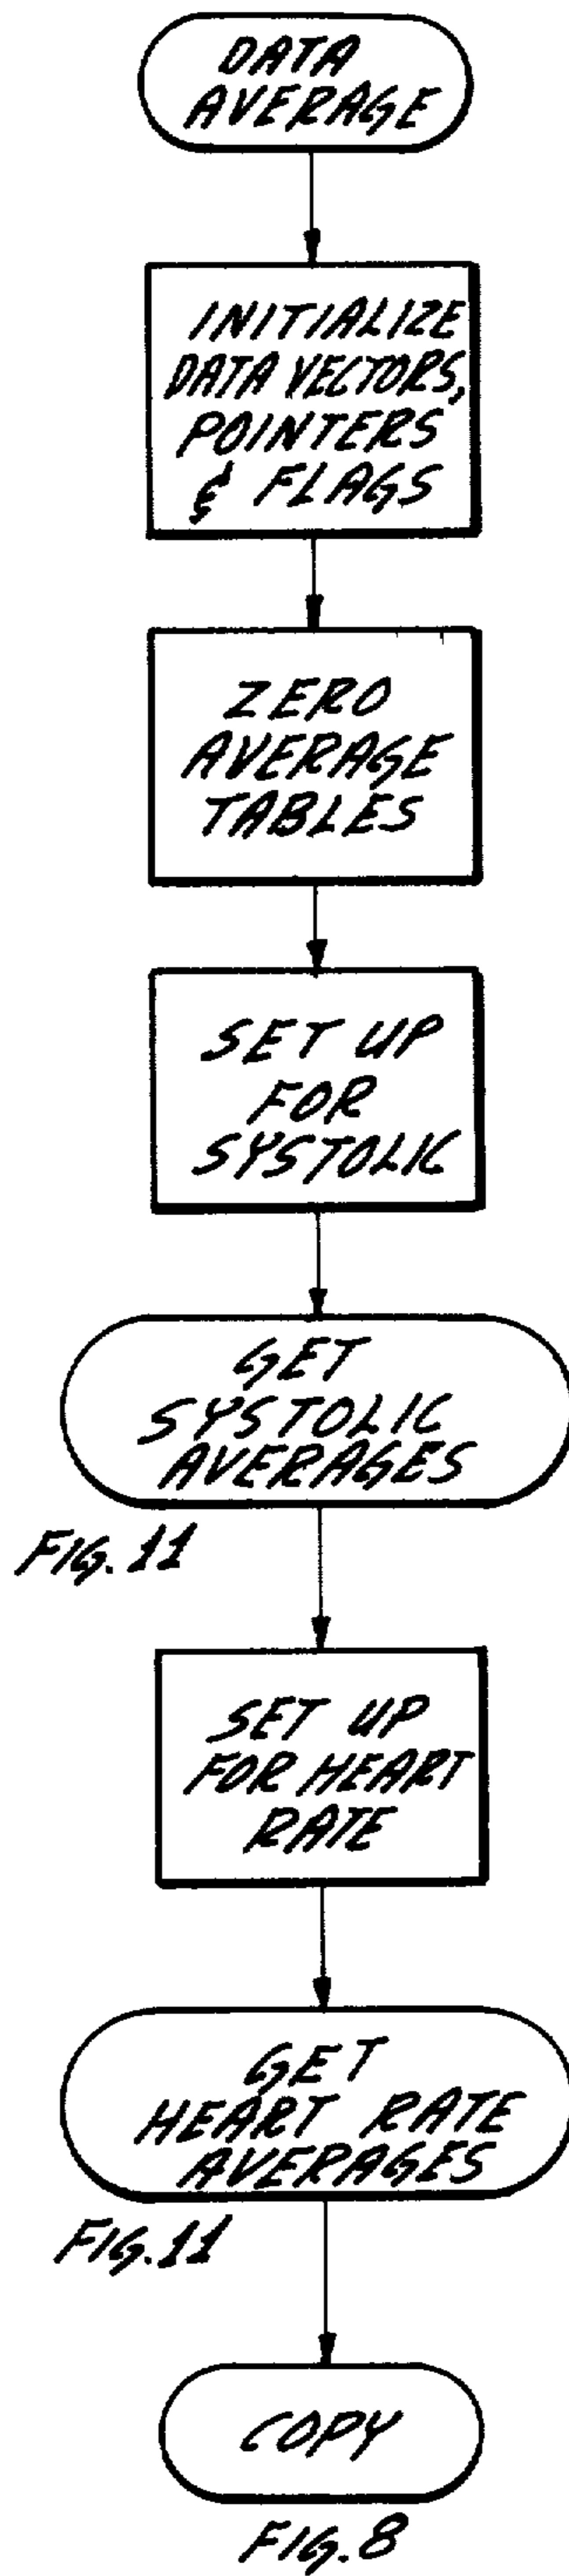 DATA
AVERAGE
INITIALIZE
DATA VECTORS,
POINTERS
& FLAGS
ZERO
AVERAGE
TABLES
SET UP
FOR
SYSTOLIC
GET
SYSTOLIC
AVERAGES
FIG. 11
SET UP
FOR HEART
RATE
GET
HEART RATE
AVERAGES
FIG. 11
COPY
FIG. 8